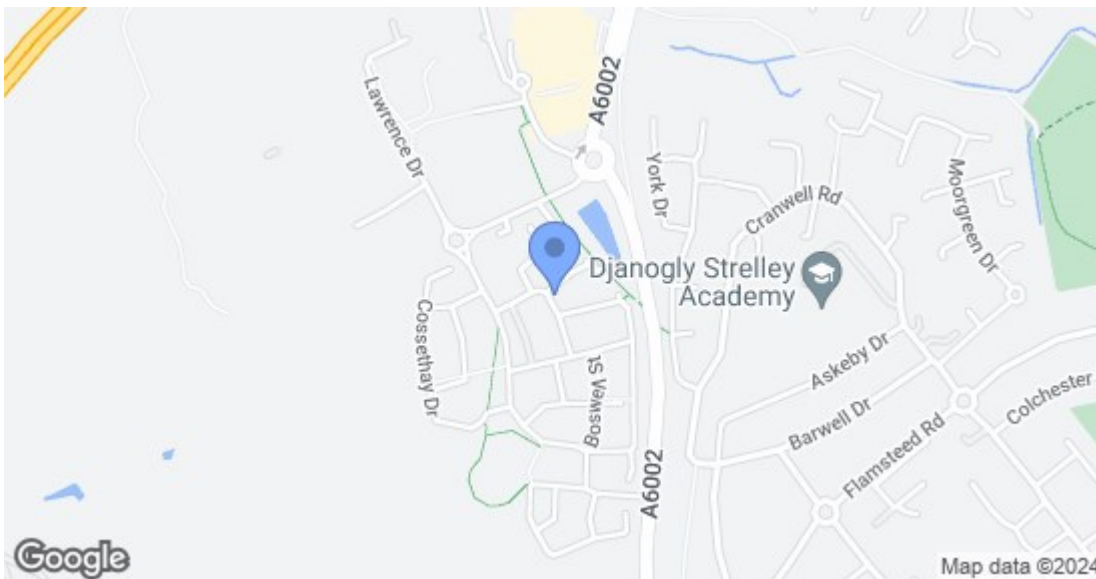 A6002
Lawrence Dr
York Dr
Cranwell Rd
Moorgreen Dr
Djanogly Strelley
Academy
Cossethay Dr
Boswell St
Askeby Dr
Barwell Dr
Colchester
Flamsteed Rd
A6002
Google
Map data ©2024